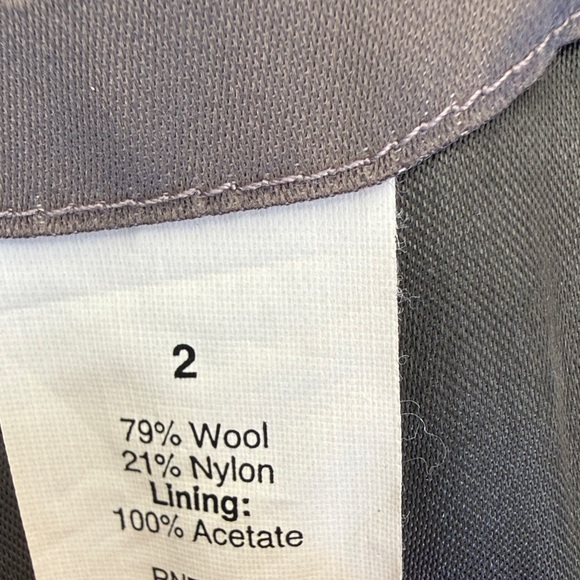 2
79% Wool
21% Nylon
Lining:
100% Acetate